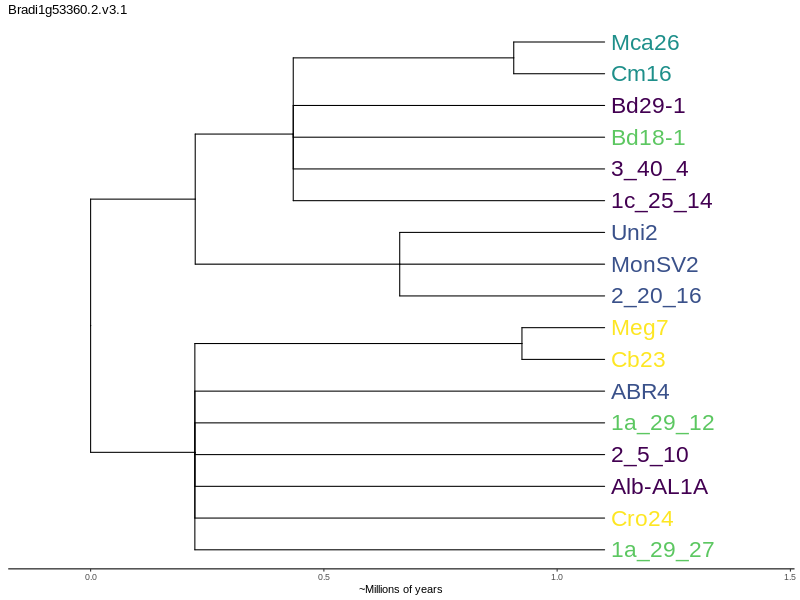 Bradi1g53360.2.v3.1
Mca26
Cm16
Bd29-1
Bd18-1
3_40_4
1c_25_14
Uni2
MonSV2
2_20_16
Meg7
Cb23
ABR4
1a_29_12
2_5_10
Alb-AL1A
Cro24
1a_29_27
0.0 0.5 1.0 1.5
~Millions of years